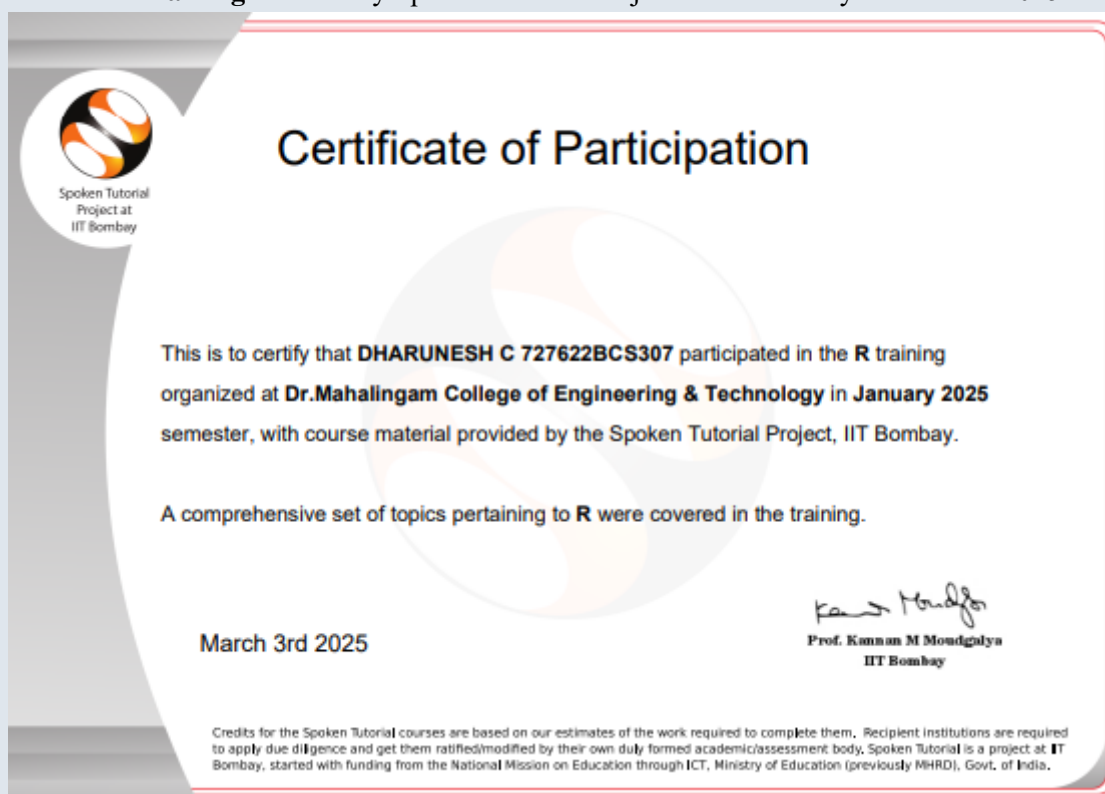 Certificate of Participation
Spoken Tutorial
Project at
IIT Bombay
This is to certify that DHARUNESH C 727622BCS307 participated in the R training
organized at Dr.Mahalingam College of Engineering & Technology in January 2025
semester, with course material provided by the Spoken Tutorial Project, IIT Bombay.
A comprehensive set of topics pertaining to R were covered in the training.
March 3rd 2025
Prof. Kannan M Moudgalya
IIT Bombay
Credits for the Spoken Tutorial courses are based on our estimates of the work required to complete them. Recipient institutions are required
to apply due diligence and get them ratified/modified by their own duly formed academic/assessment body. Spoken Tutorial is a project at IIT
Bombay, started with funding from the National Mission on Education through ICT, Ministry of Education (previously MHRD), Govt. of India.